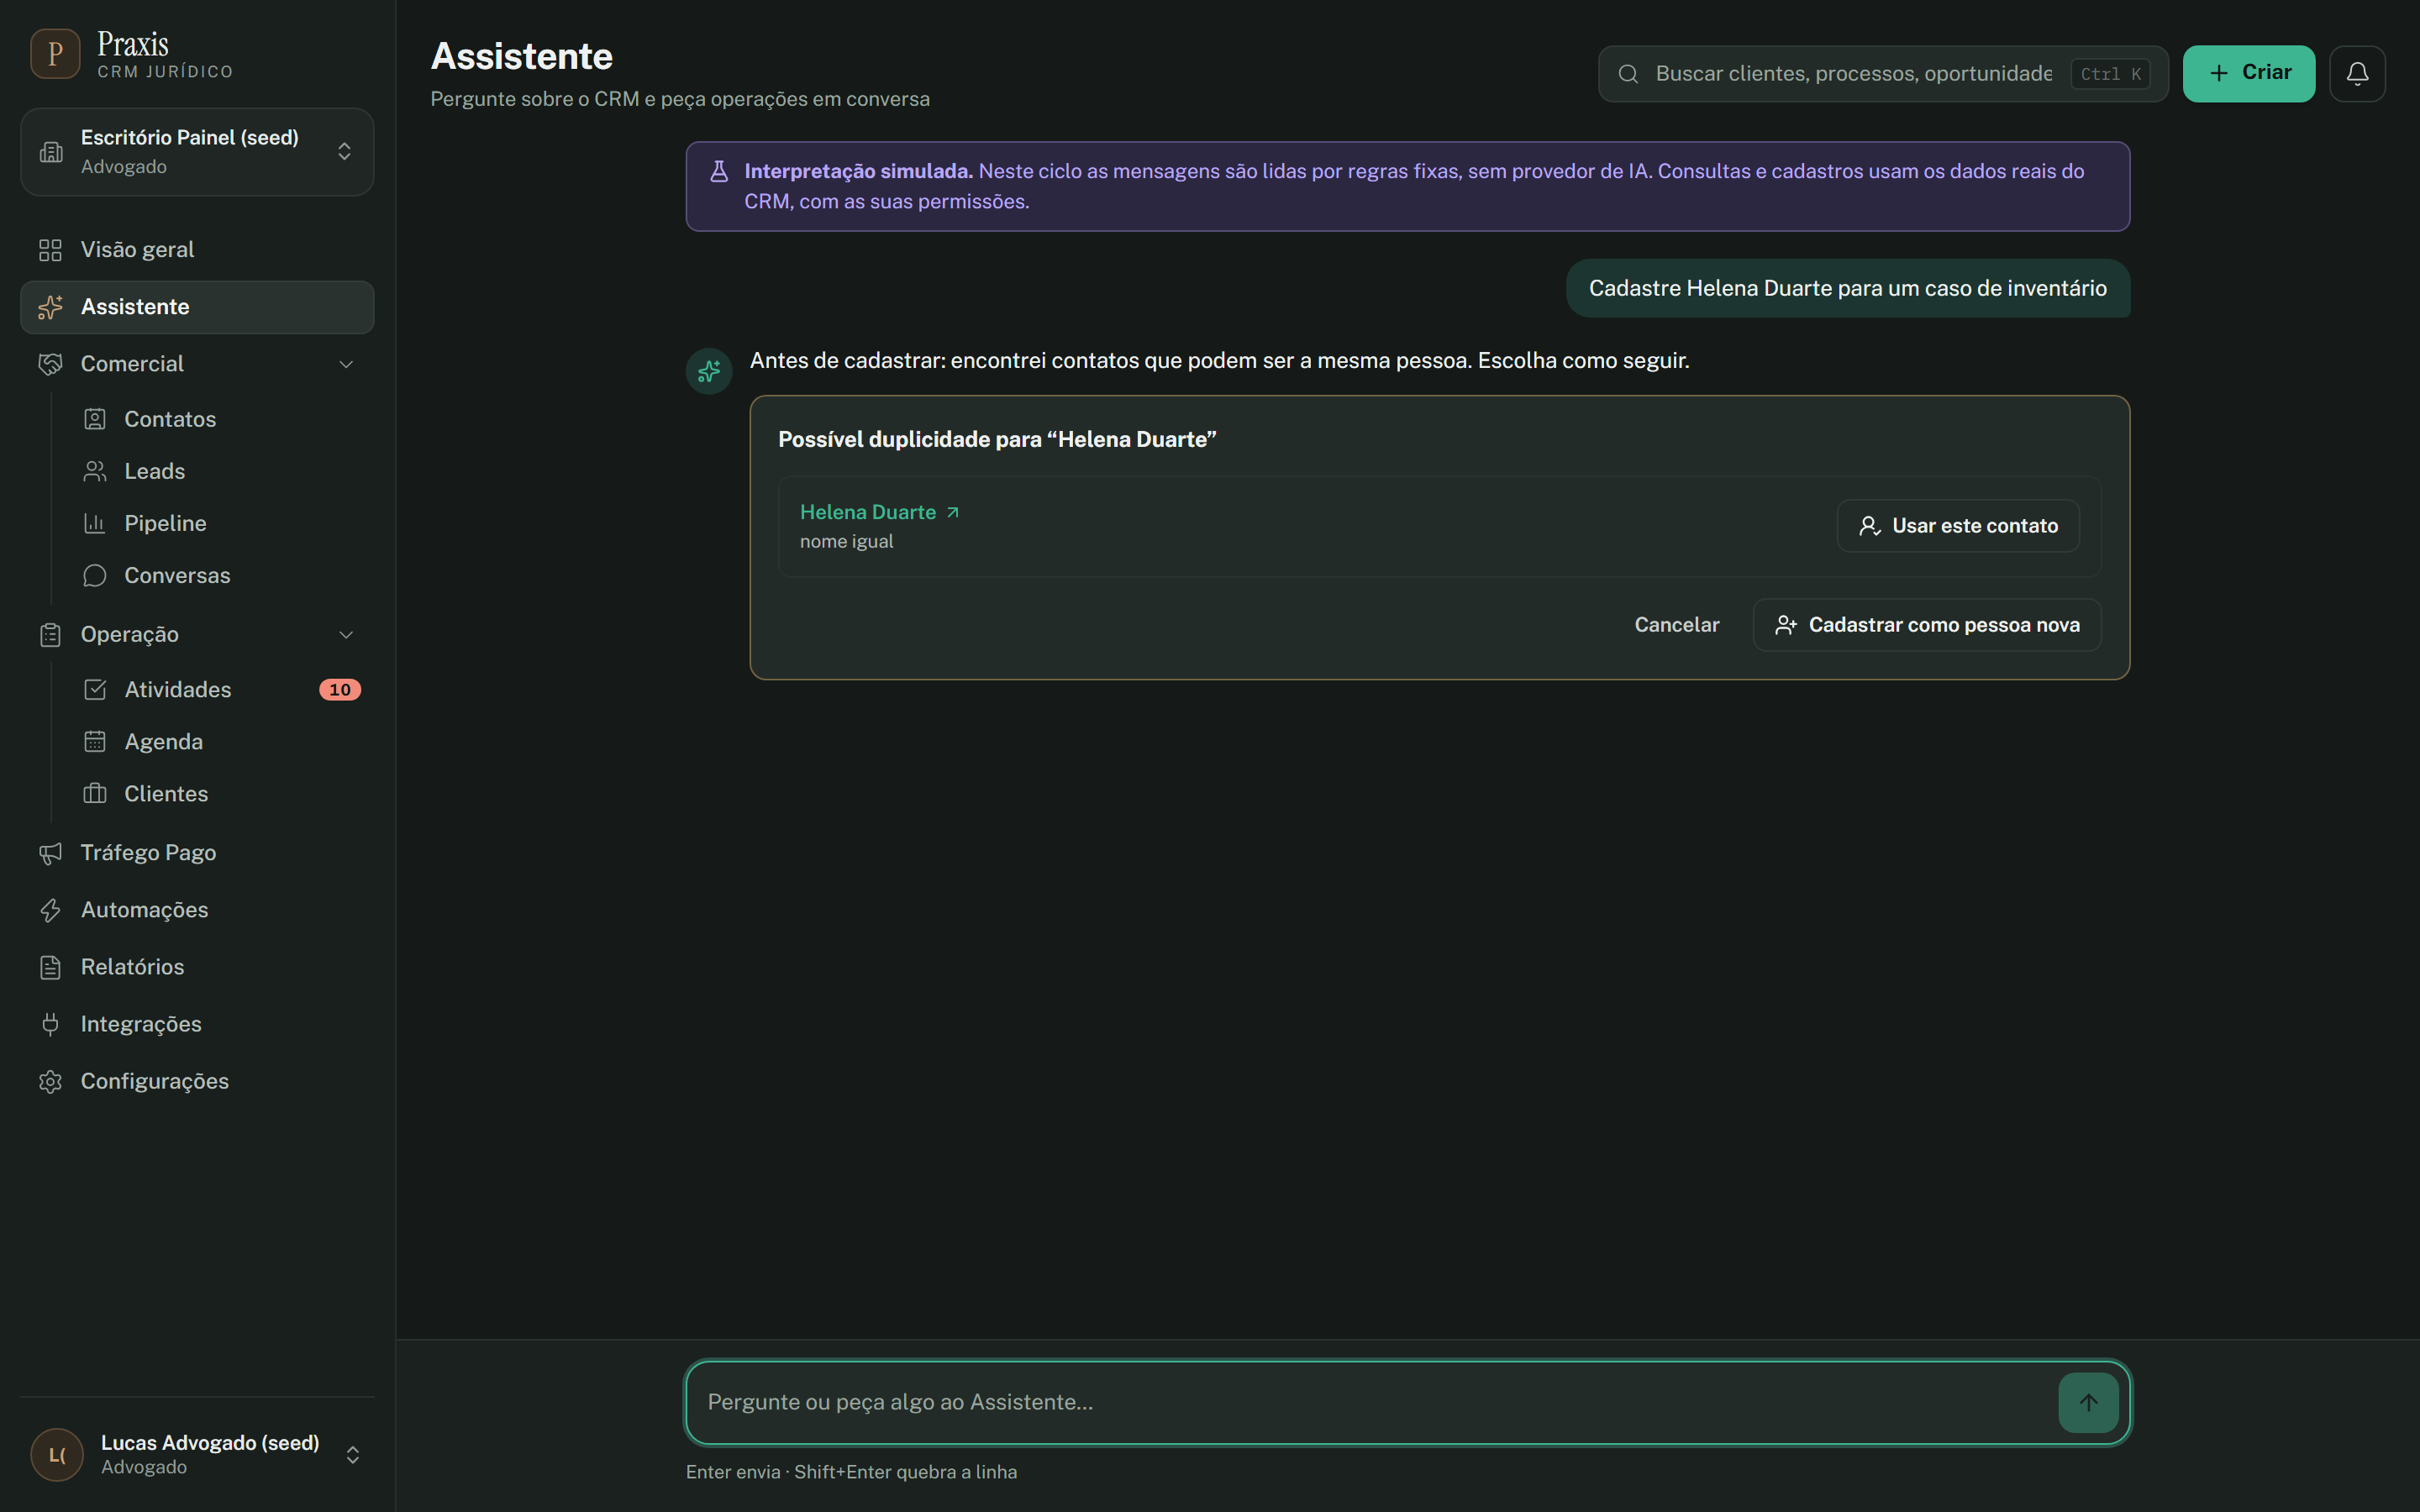 P
Praxis
CRM JURÍDICO
Escritório Painel (seed)
Advogado
Visão geral
Assistente
Comercial
Contatos
Leads
Pipeline
Conversas
Operação
Atividades
10
Agenda
Clientes
Tráfego Pago
Automações
Relatórios
Integrações
Configurações
L(
Lucas Advogado (seed)
Advogado
Assistente
Pergunte sobre o CRM e peça operações em conversa
Buscar clientes, processos, oportunidade
Ctrl K
Criar
Interpretação simulada. Neste ciclo as mensagens são lidas por regras fixas, sem provedor de IA. Consultas e cadastros usam os dados reais do
CRM, com as suas permissões.
Cadastre Helena Duarte para um caso de inventário
Antes de cadastrar: encontrei contatos que podem ser a mesma pessoa. Escolha como seguir.
Possível duplicidade para “Helena Duarte”
Helena Duarte
nome igual
Usar este contato
Cancelar
Cadastrar como pessoa nova
Pergunte ou peça algo ao Assistente...
Enter envia · Shift+Enter quebra a linha